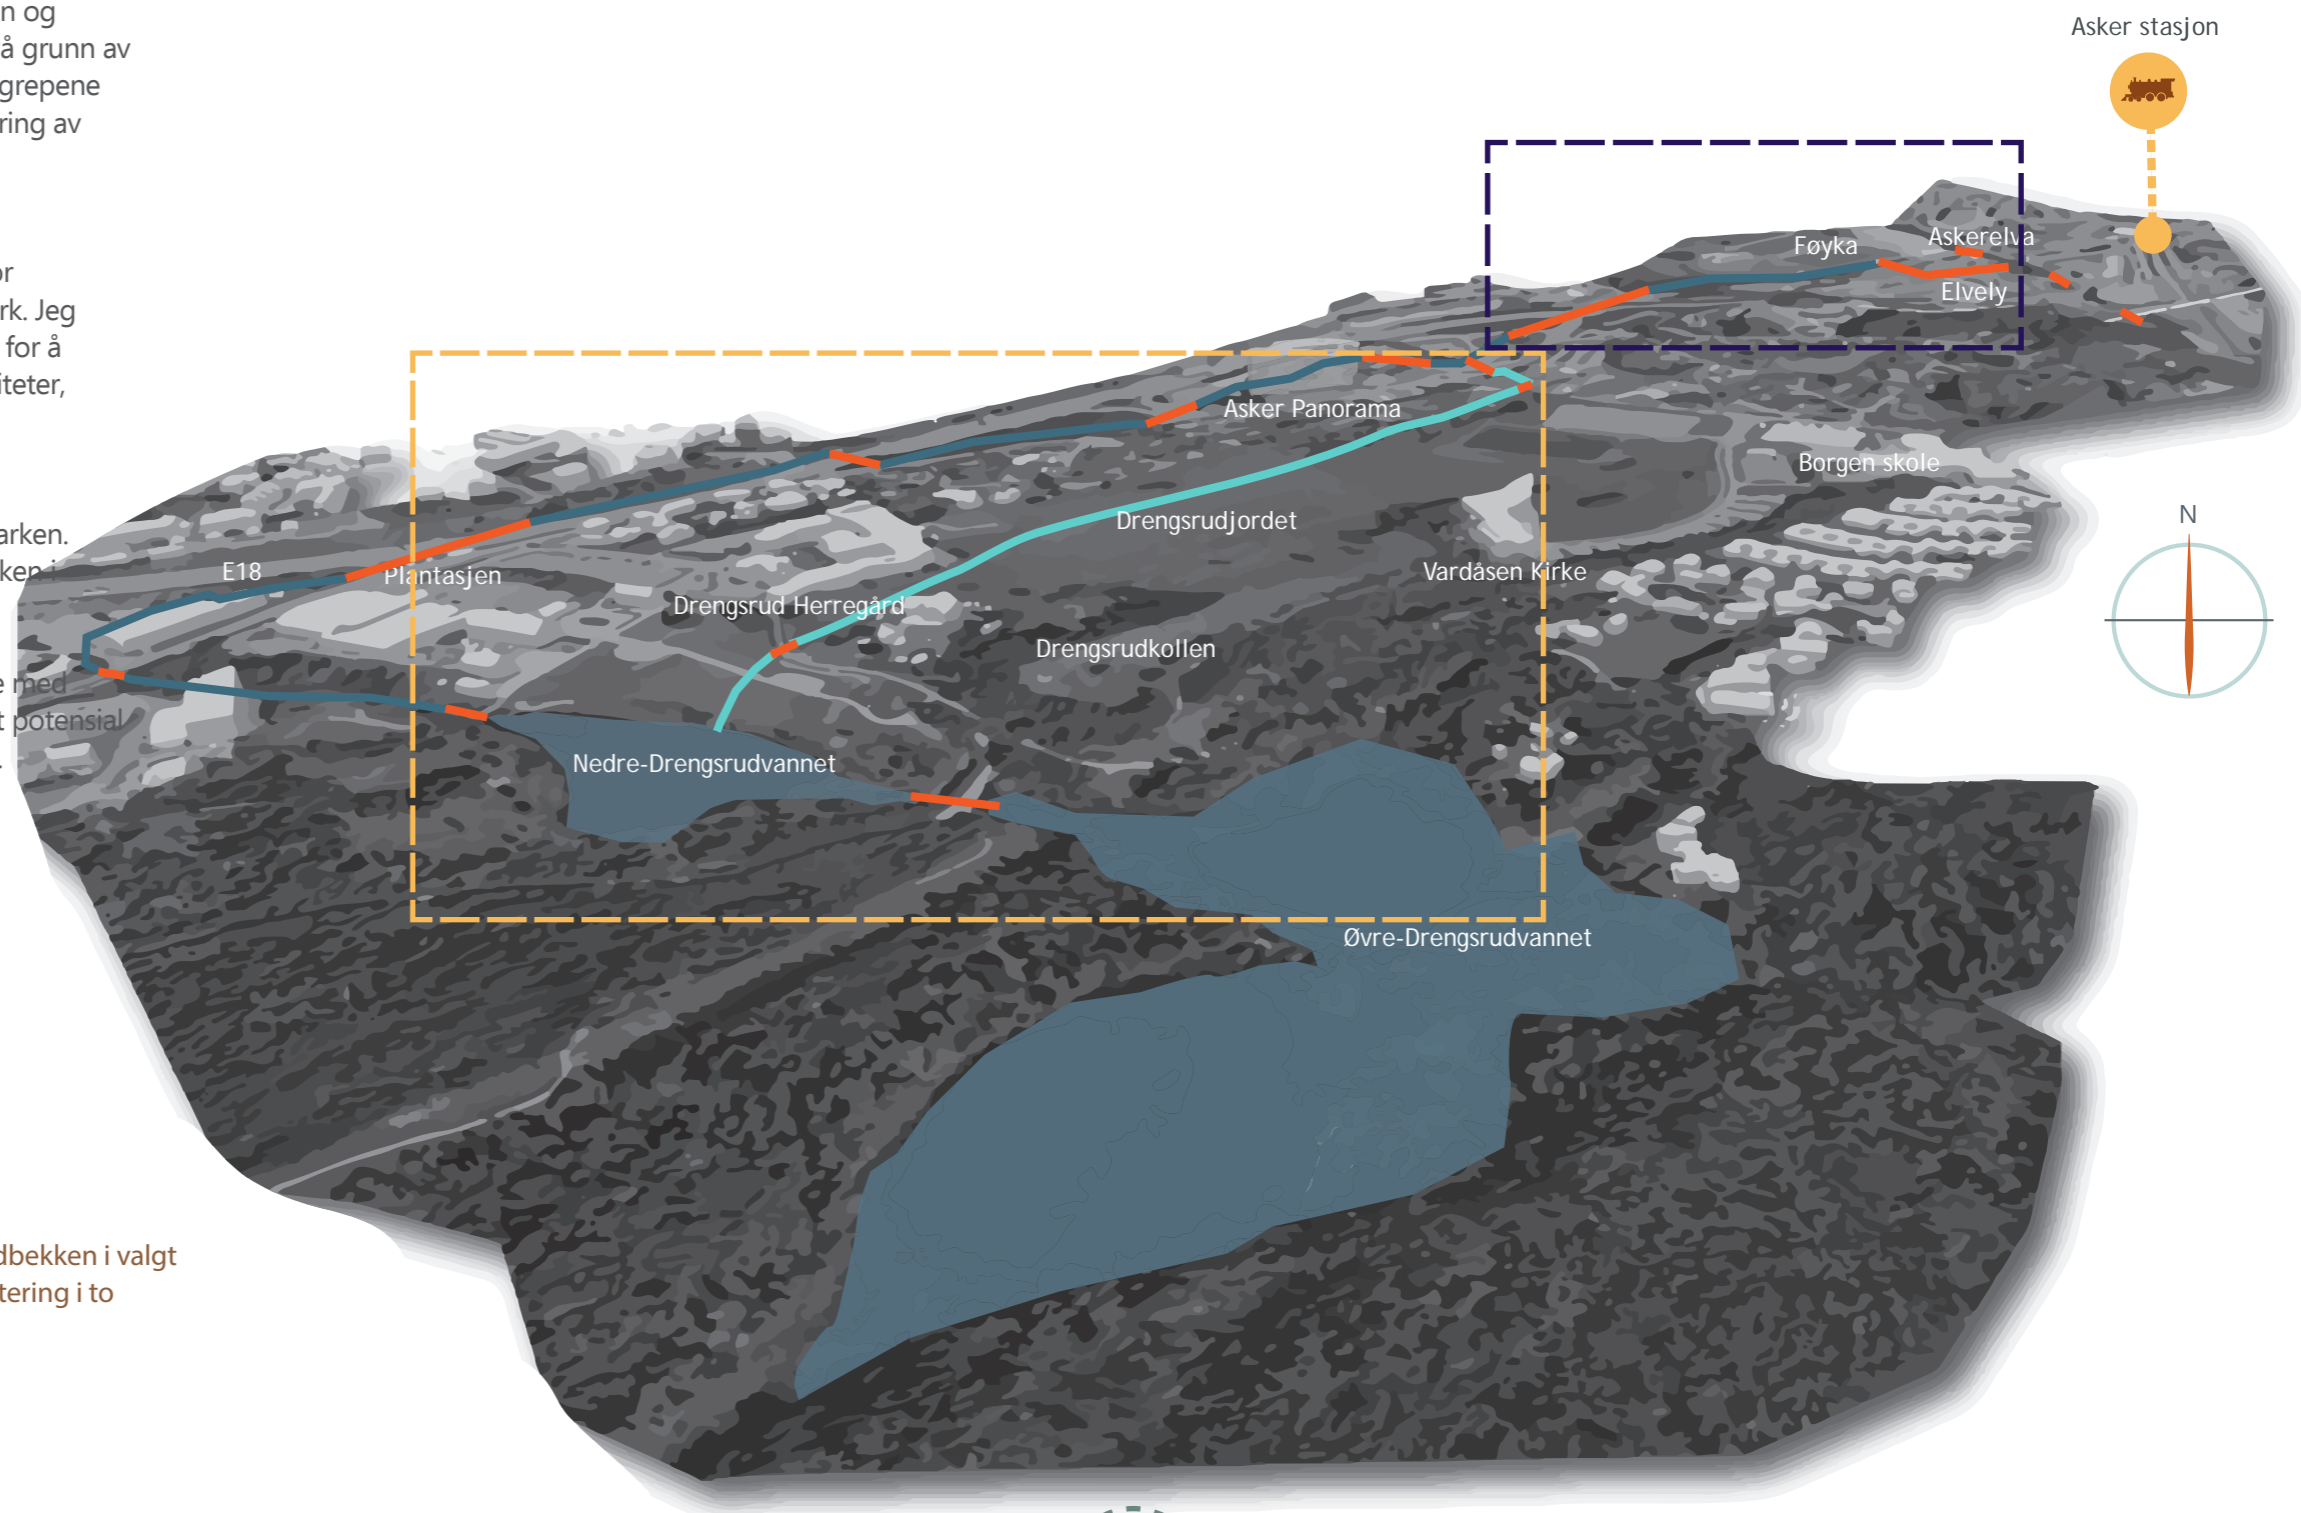 n og
å grunn av
grepene
ring av
or
rk. Jeg
for å
iteter,
arken.
ken i
e med
t potensial
.
dbekken i valgt
tering i to
Asker stasjon
Føyka
Askerelva
Elvely
Asker Panorama
Borgen skole
Drengsrudjordet
E18
Plantasjen
Vardåsen Kirke
Drengsrud Herregård
Drengsrudkollen
Nedre-Drengsrudvannet
Øvre-Drengsrudvannet
N